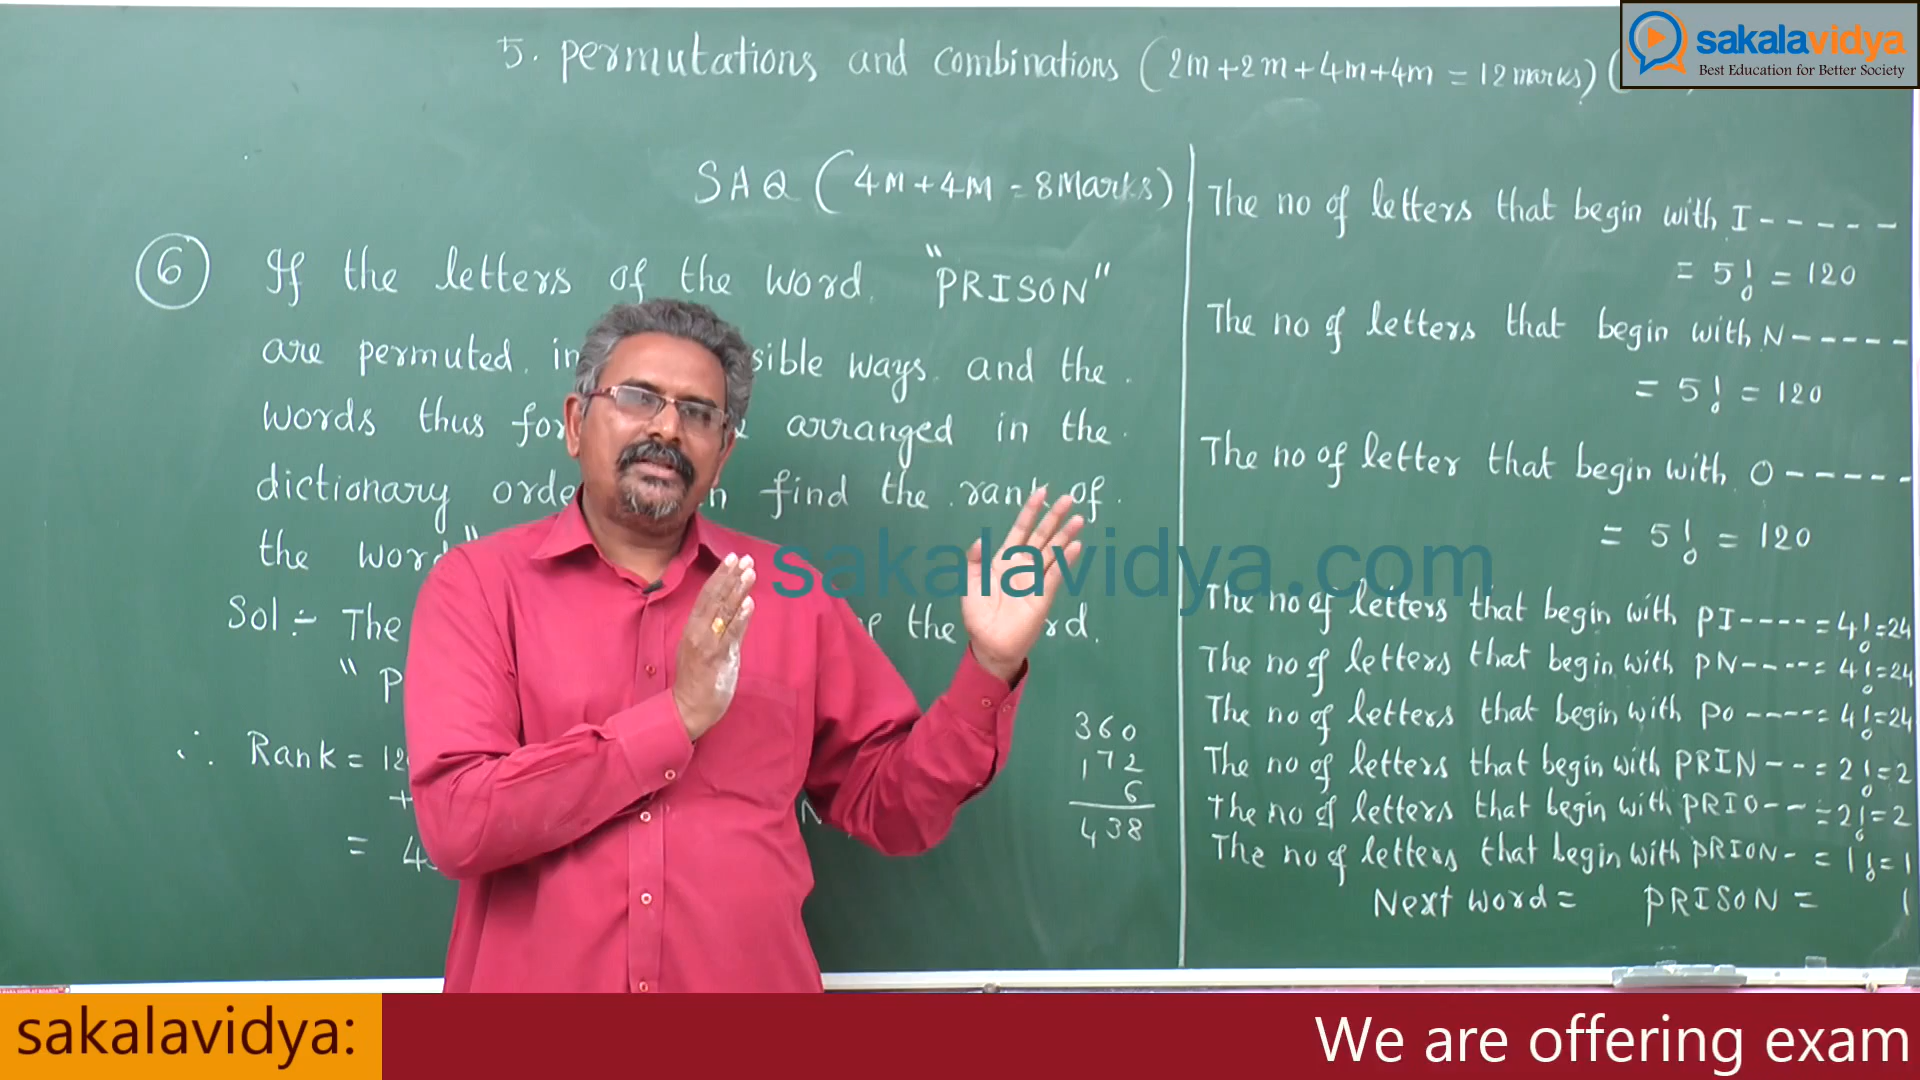 5. permutations and combinations (2m+2m+4m+4m = 12marks) (
sakalavidya
Best Education for Better Society
SAQ (4M+4M = 8Marks)
6 If the letters of the word "PRISON"
are permuted in sible ways and the
words thus arranged in the
dictionary find the rank of
the
Sol :- The the
"P
∴ Rank =
+
= 4
360
172
6
438
The no of letters that begin with I-----
= 5! = 120
The no of letters that begin with N-----
= 5! = 120
The no of letter that begin with O-----
= 5! = 120
The no of letters that begin with PI---- = 4! = 24
The no of letters that begin with PN---- = 4! = 24
The no of letters that begin with Po ---- = 4! = 24
The no of letters that begin with PRIN -- = 2! = 2
The no of letters that begin with PRIO -- = 2! = 2
The no of letters that begin with PRION- = 1! = 1
Next word = PRISON = 1
sakalavidya.com
sakalavidya:
We are offering exam